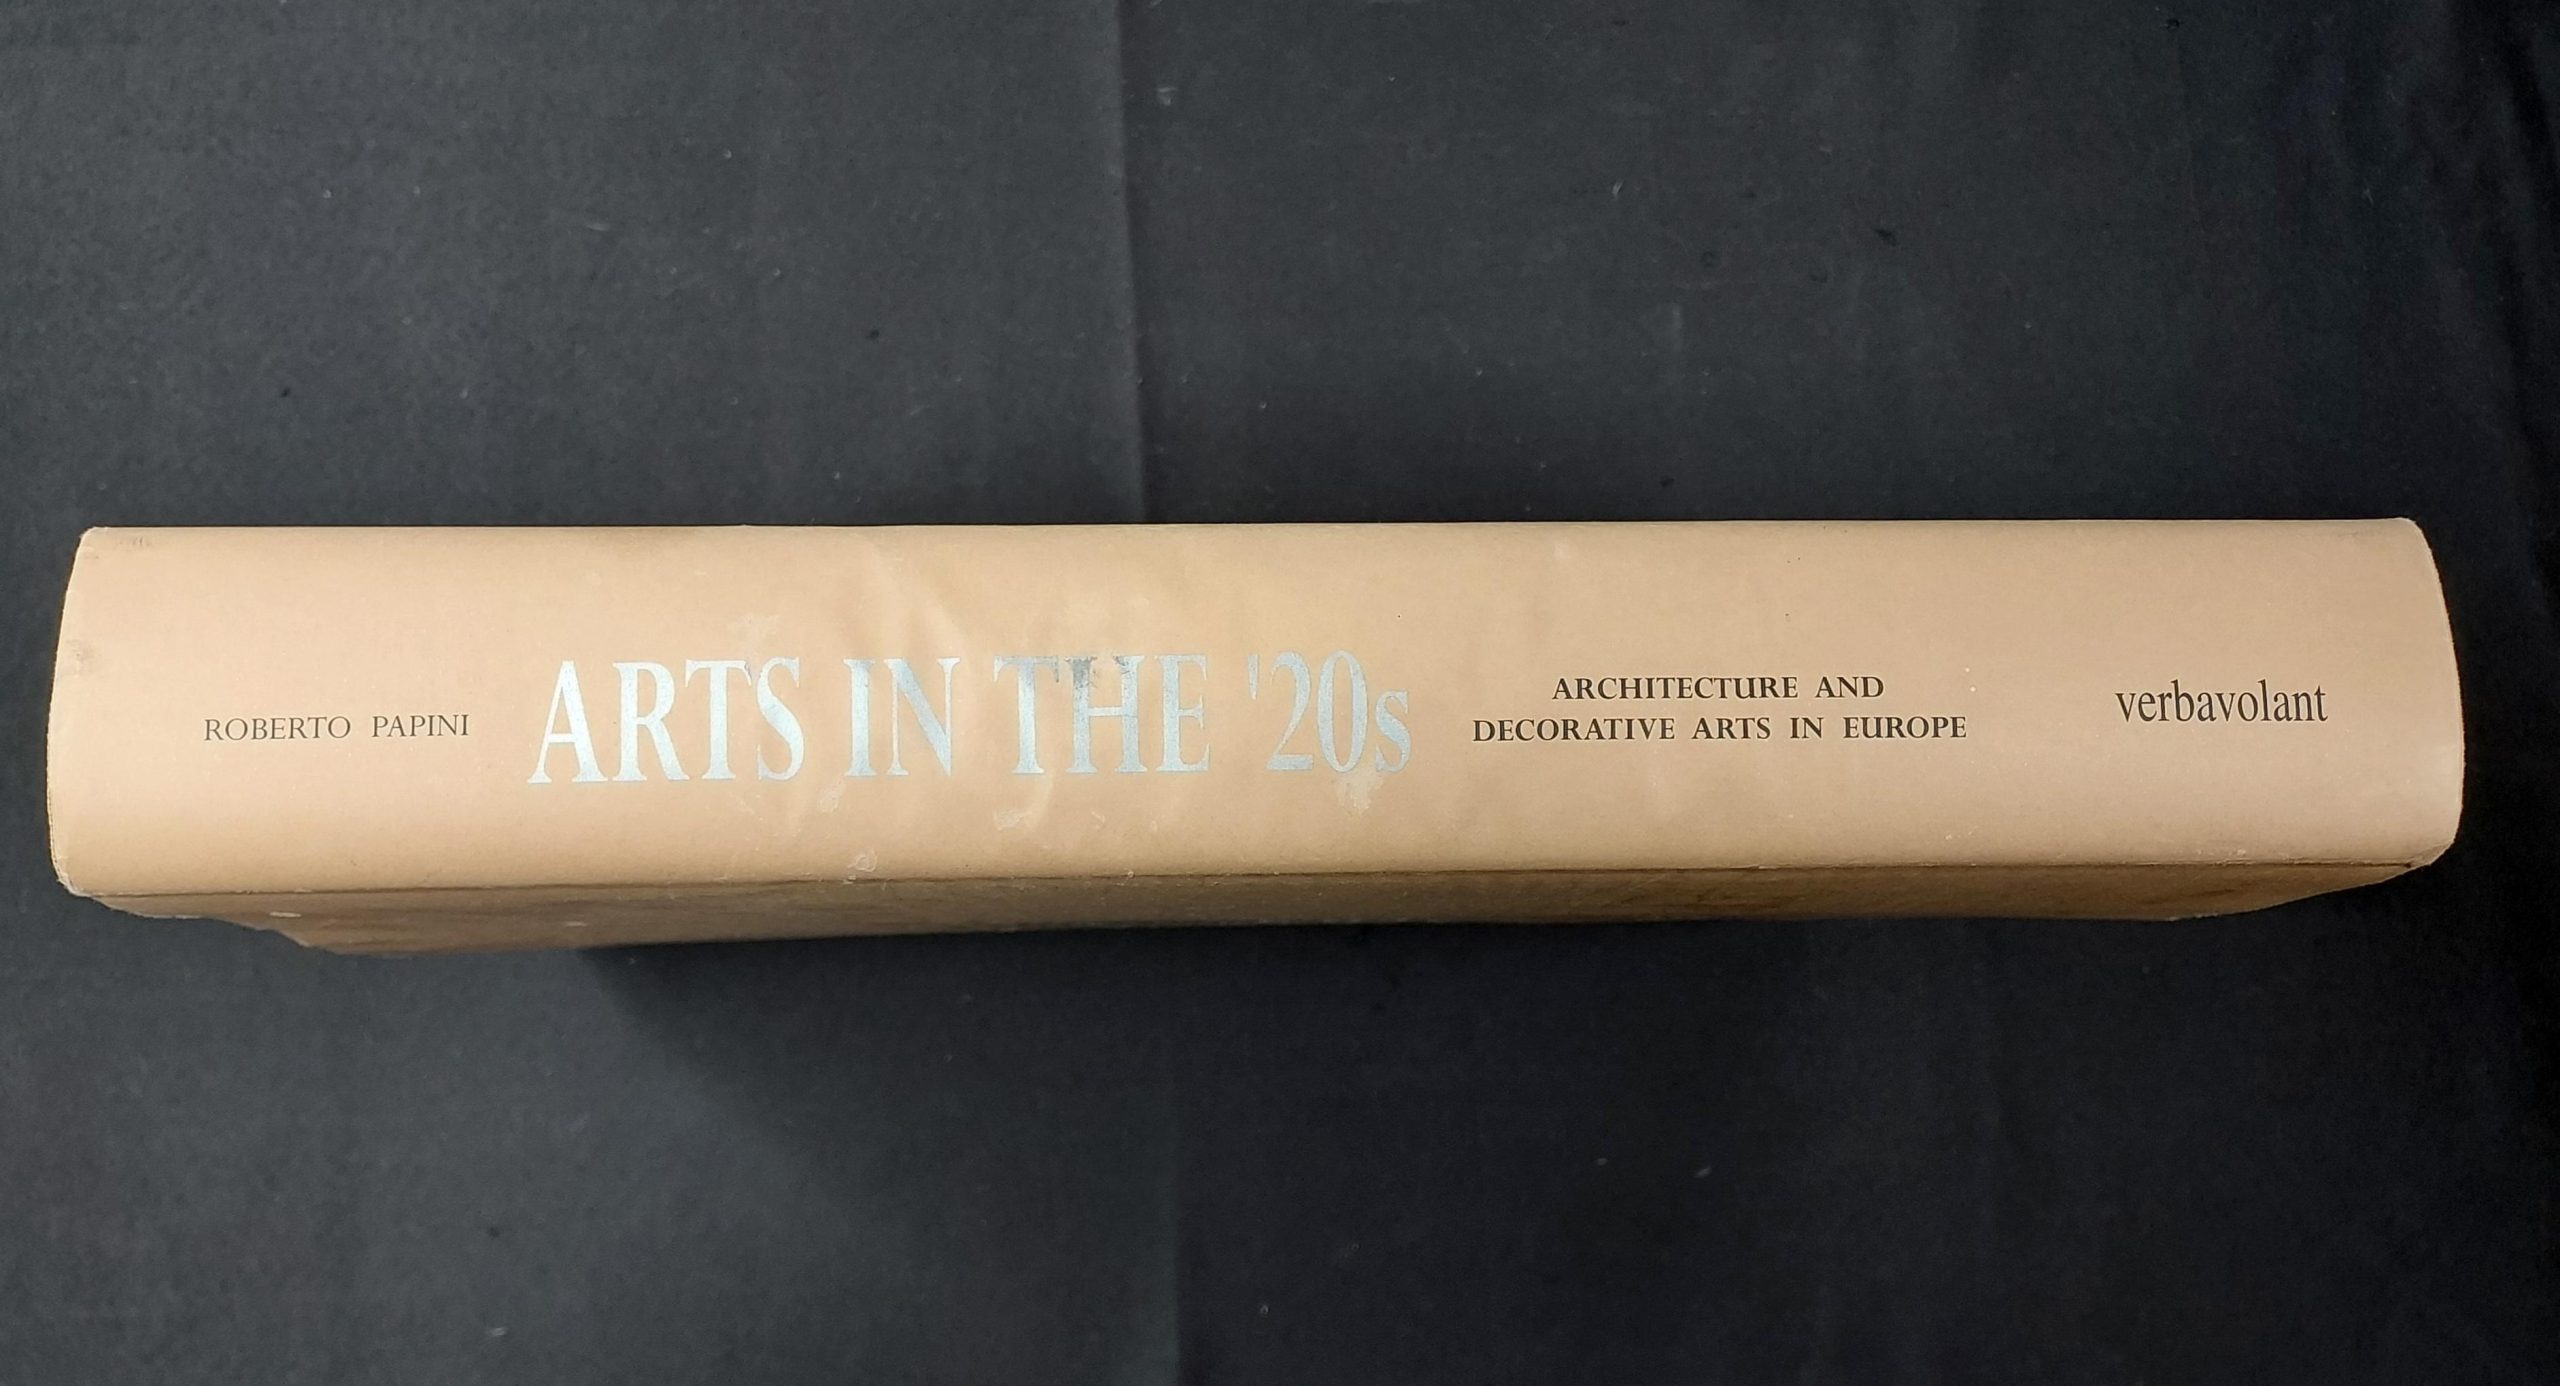 ROBERTO PAPINI
ARTS IN THE '20s
ARCHITECTURE AND
DECORATIVE ARTS IN EUROPE
verbavolant